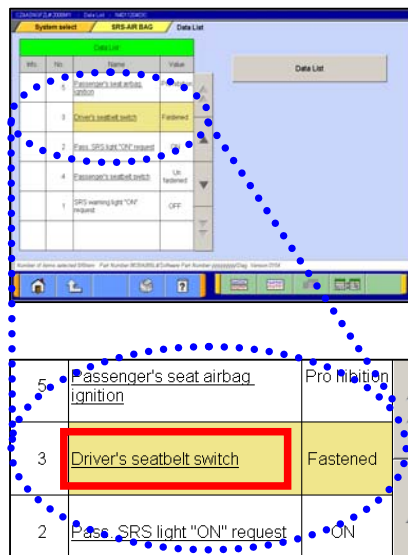 System select
SRS-AIR BAG
Data List
Data List
Info.
No.
Name
Value
5
Passenger's seat airbag
ignition
3
Driver's seatbelt switch
Fastened
2
Pass. SRS light "ON" request
ON
4
Passenger's seatbelt switch
Un
fastened
1
SRS warning light "ON"
request
OFF
Data List
5
Passenger's seat airbag
ignition
Pro hibition
3
Driver's seatbelt switch
Fastened
2
Pass. SRS light "ON" request
ON